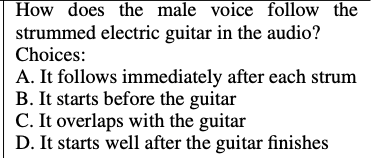 How does the male voice follow the
strummed electric guitar in the audio?
Choices:
A. It follows immediately after each strum
B. It starts before the guitar
C. It overlaps with the guitar
D. It starts well after the guitar finishes